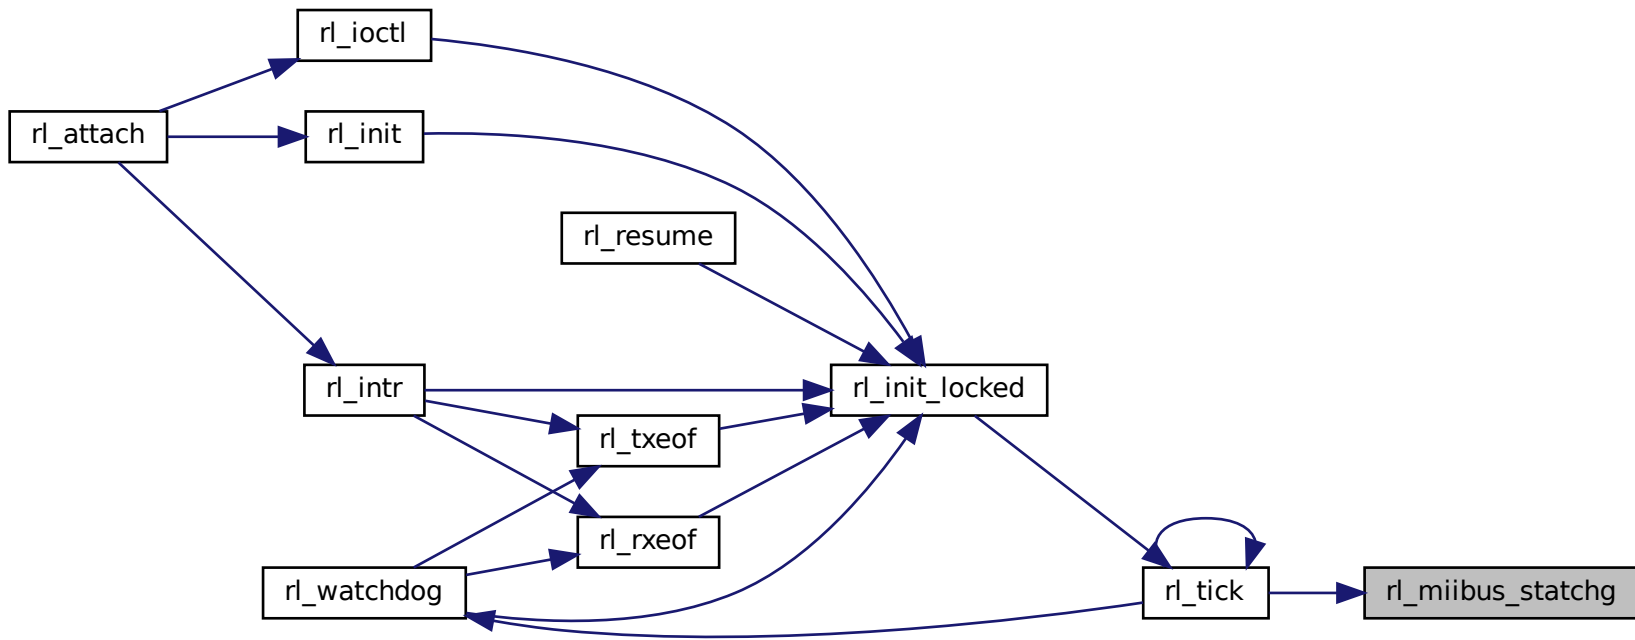 rl_ioctl
rl_attach
rl_init
rl_resume
rl_intr
rl_init_locked
rl_txeof
rl_rxeof
rl_watchdog
rl_tick
rl_miibus_statchg